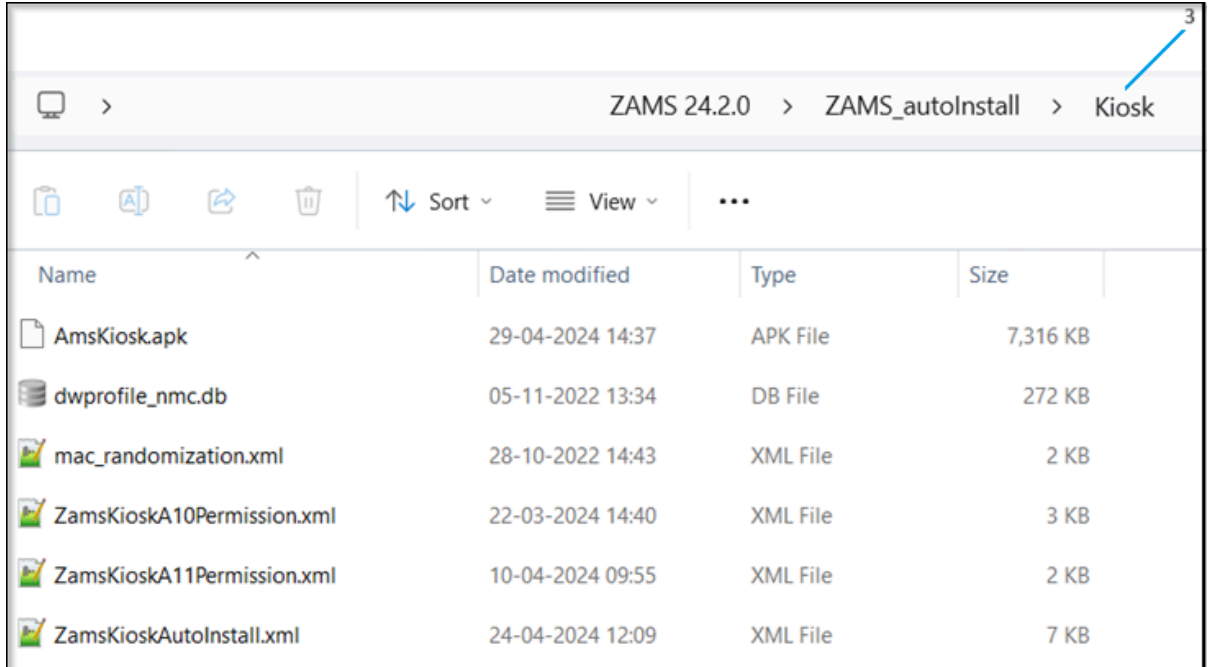 3
ZAMS 24.2.0 > ZAMS_autoInstall > Kiosk
Sort View
Name Date modified Type Size
AmsKiosk.apk 29-04-2024 14:37 APK File 7,316 KB
dwprofile_nmc.db 05-11-2022 13:34 DB File 272 KB
mac_randomization.xml 28-10-2022 14:43 XML File 2 KB
ZamsKioskA10Permission.xml 22-03-2024 14:40 XML File 3 KB
ZamsKioskA11Permission.xml 10-04-2024 09:55 XML File 2 KB
ZamsKioskAutoInstall.xml 24-04-2024 12:09 XML File 7 KB